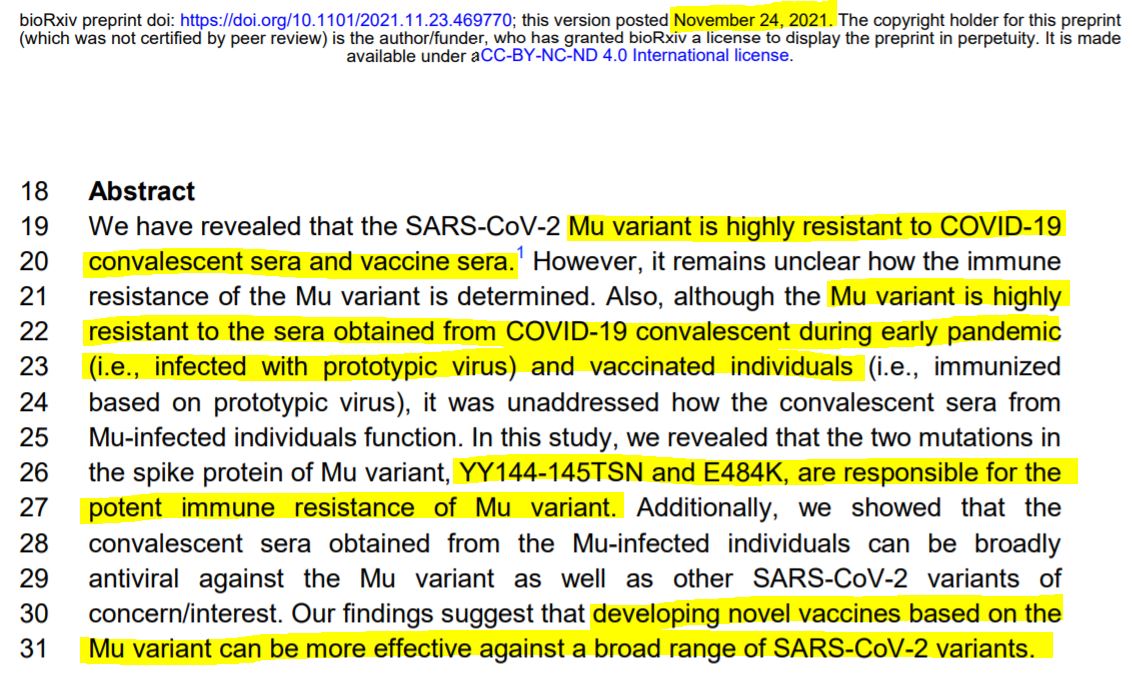 bioRxiv preprint doi: https://doi.org/10.1101/2021.11.23.469770; this version posted November 24, 2021. The copyright holder for this preprint
(which was not certified by peer review) is the author/funder, who has granted bioRxiv a license to display the preprint in perpetuity. It is made
available under aCC-BY-NC-ND 4.0 International license.
18 Abstract
19 We have revealed that the SARS-CoV-2 Mu variant is highly resistant to COVID-19
20 convalescent sera and vaccine sera.1 However, it remains unclear how the immune
21 resistance of the Mu variant is determined. Also, although the Mu variant is highly
22 resistant to the sera obtained from COVID-19 convalescent during early pandemic
23 (i.e., infected with prototypic virus) and vaccinated individuals (i.e., immunized
24 based on prototypic virus), it was unaddressed how the convalescent sera from
25 Mu-infected individuals function. In this study, we revealed that the two mutations in
26 the spike protein of Mu variant, YY144-145TSN and E484K, are responsible for the
27 potent immune resistance of Mu variant. Additionally, we showed that the
28 convalescent sera obtained from the Mu-infected individuals can be broadly
29 antiviral against the Mu variant as well as other SARS-CoV-2 variants of
30 concern/interest. Our findings suggest that developing novel vaccines based on the
31 Mu variant can be more effective against a broad range of SARS-CoV-2 variants.